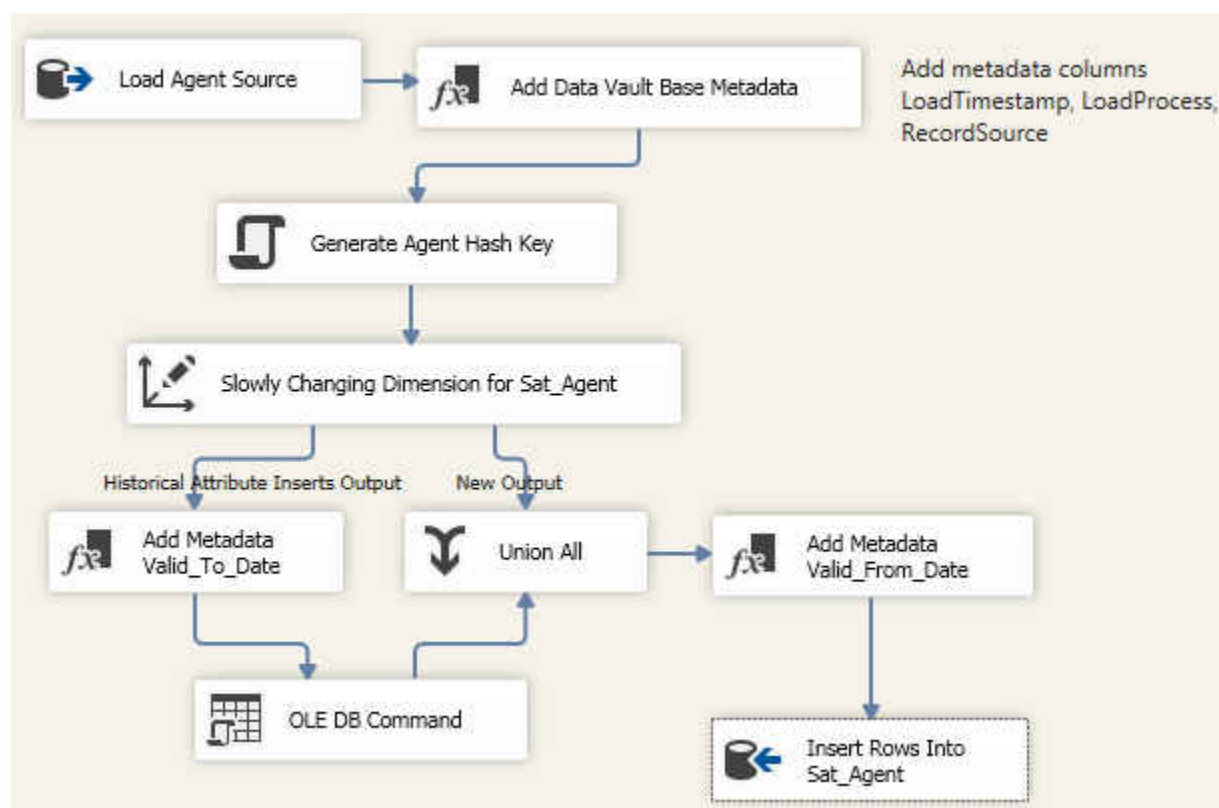 Load Agent Source
Add Data Vault Base Metadata
Add metadata columns
LoadTimestamp, LoadProcess,
RecordSource
Generate Agent Hash Key
Slowly Changing Dimension for Sat_Agent
Historical Attribute Inserts Output
New Output
Add Metadata
Valid_To_Date
Union All
Add Metadata
Valid_From_Date
OLE DB Command
Insert Rows Into
Sat_Agent